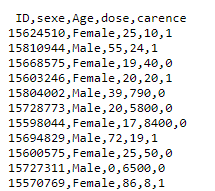 ID,sexe,Age,dose,carence
15624510,Female,25,10,1
15810944,Male,55,24,1
15668575,Female,19,40,0
15603246,Female,20,20,1
15804002,Male,39,790,0
15728773,Male,20,5800,0
15598044,Female,17,8400,0
15694829,Male,72,19,1
15600575,Female,25,50,0
15727311,Male,0,6500,0
15570769,Female,86,8,1